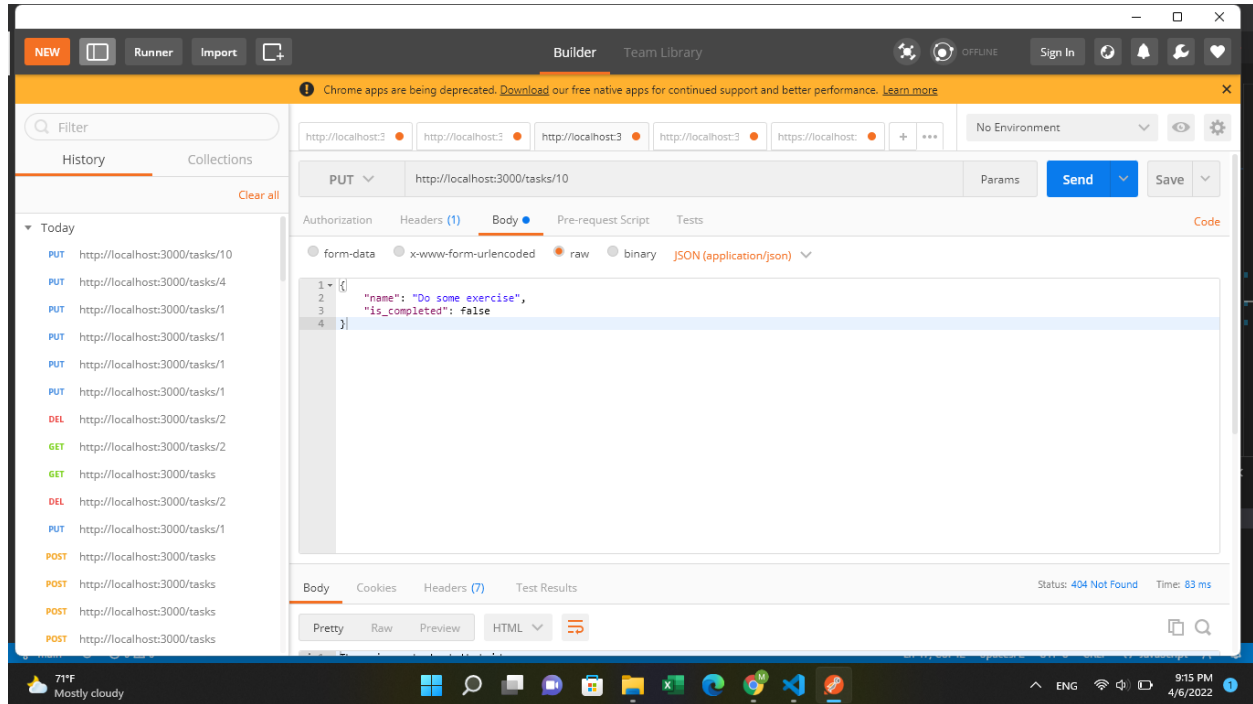 NEW Runner Import Builder Team Library OFFLINE Sign In
Chrome apps are being deprecated. Download our free native apps for continued support and better performance. Learn more
Filter
History Collections
Clear all
Today
PUT http://localhost:3000/tasks/10
PUT http://localhost:3000/tasks/4
PUT http://localhost:3000/tasks/1
PUT http://localhost:3000/tasks/1
PUT http://localhost:3000/tasks/1
PUT http://localhost:3000/tasks/1
DEL http://localhost:3000/tasks/2
GET http://localhost:3000/tasks/2
GET http://localhost:3000/tasks
DEL http://localhost:3000/tasks/2
PUT http://localhost:3000/tasks/1
POST http://localhost:3000/tasks
POST http://localhost:3000/tasks
POST http://localhost:3000/tasks
POST http://localhost:3000/tasks
http://localhost:3 http://localhost:3 http://localhost:3 http://localhost:3 https://localhost: + No Environment
PUT http://localhost:3000/tasks/10 Params Send Save
Authorization Headers (1) Body Pre-request Script Tests Code
form-data x-www-form-urlencoded raw binary JSON (application/json)
1 {
2 "name": "Do some exercise",
3 "is_completed": false
4 }
Body Cookies Headers (7) Test Results Status: 404 Not Found Time: 83 ms
Pretty Raw Preview HTML
71°F
Mostly cloudy
ENG
9:15 PM
4/6/2022
1